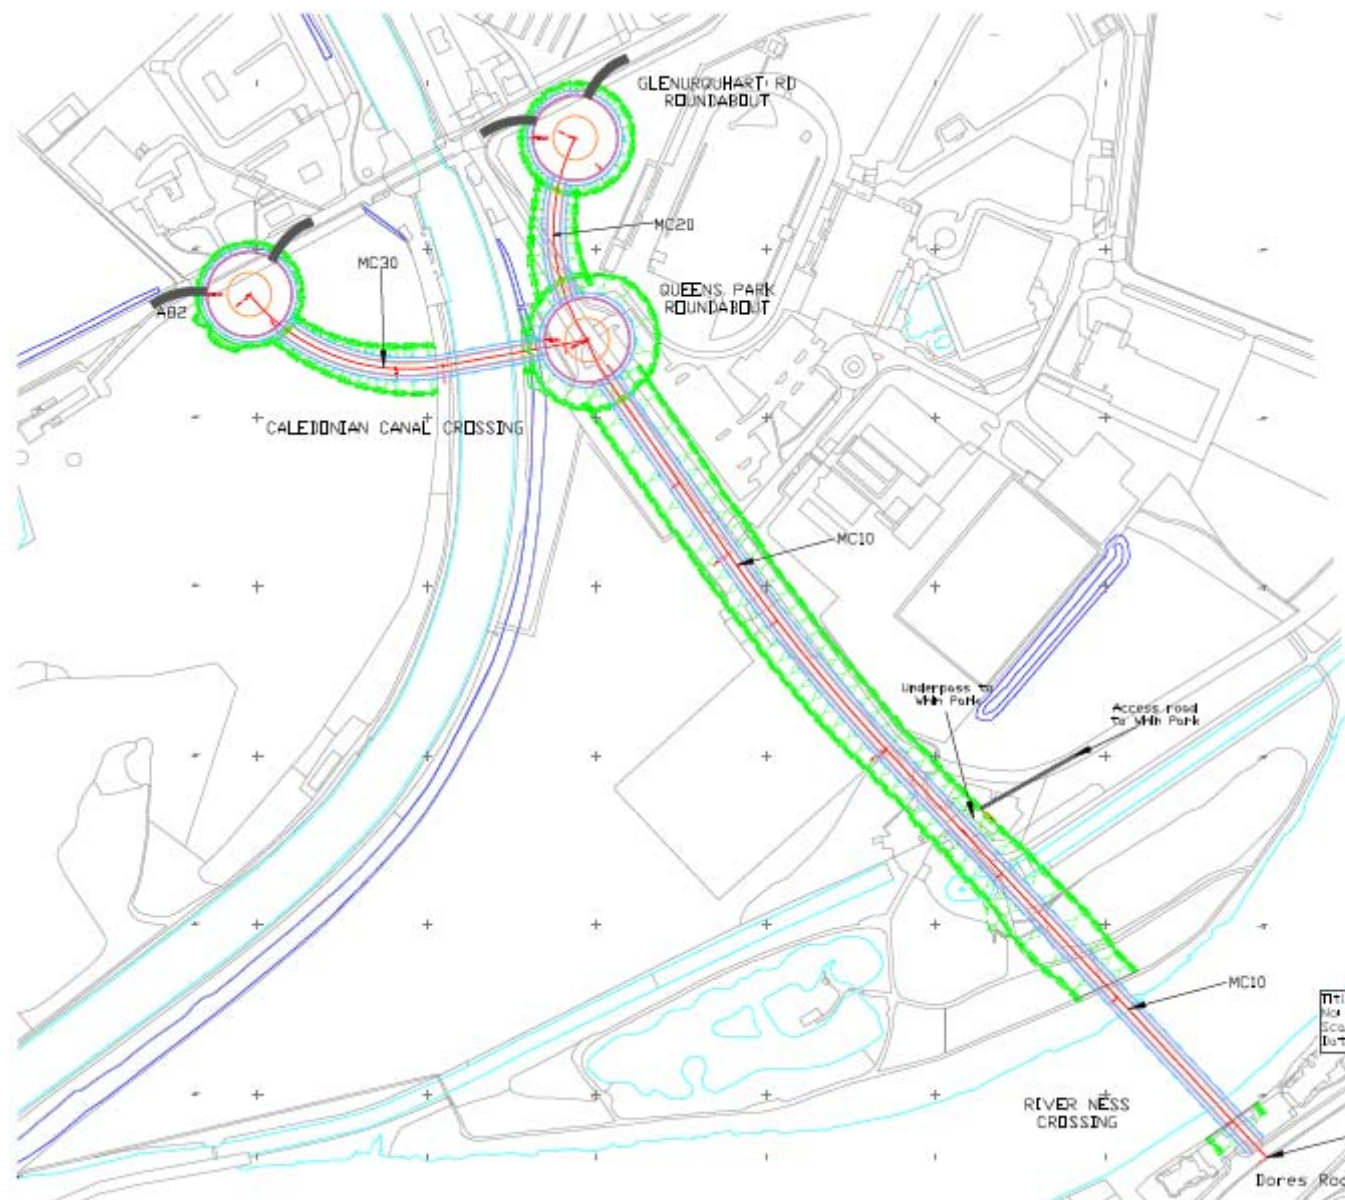 GLENURQUHART RD
ROUNDABOUT
MC20
MC30
QUEENS PARK
ROUNDABOUT
A82
CALEDONIAN CANAL CROSSING
MC10
Underpass to
Whin Park
Access road
to Whin Park
MC10
RIVER NESS
CROSSING
Dores